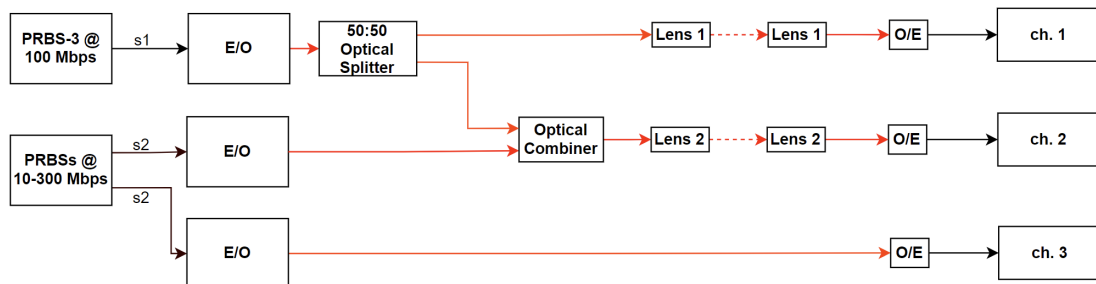 PRBS-3 @
100 Mbps
s1
E/O
50:50
Optical
Splitter
Lens 1
Lens 1
O/E
ch. 1
PRBSs @
10-300 Mbps
s2
s2
E/O
Optical
Combiner
Lens 2
Lens 2
O/E
ch. 2
E/O
O/E
ch. 3